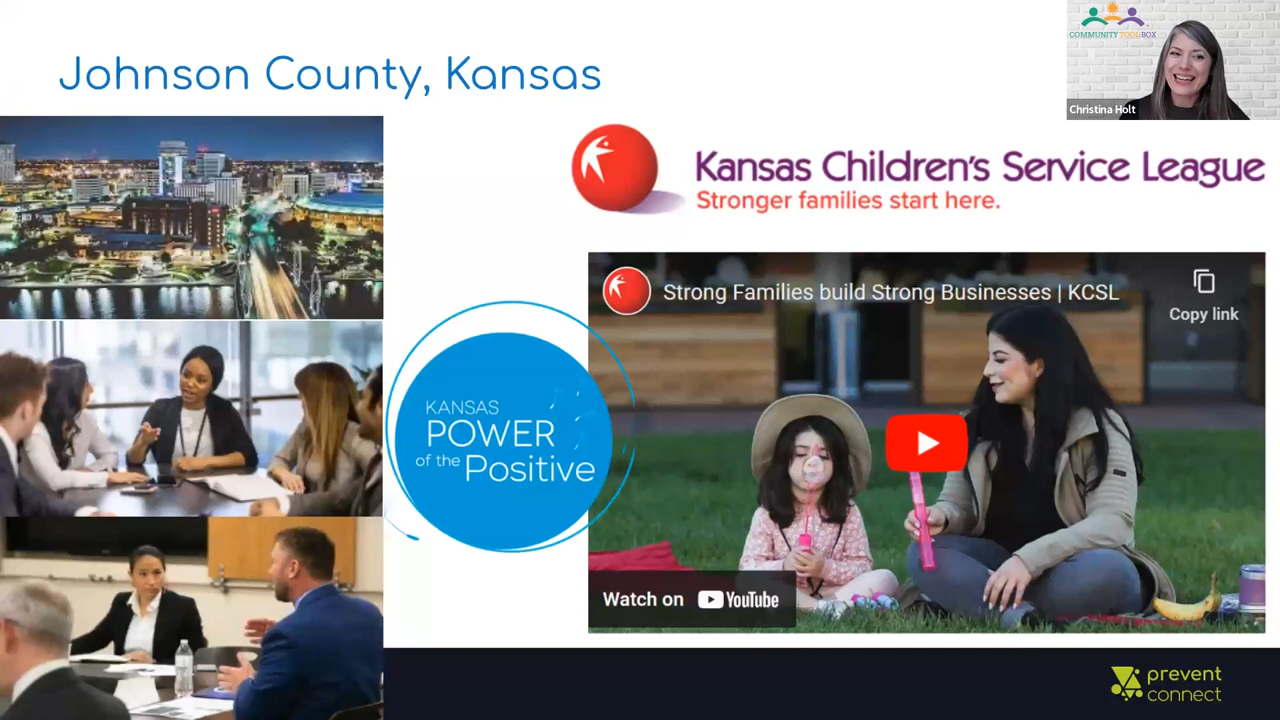 Johnson County, Kansas
COMMUNITY TOOL BOX
Christina Holt
Kansas Children's Service League
Stronger families start here.
Strong Families build Strong Businesses | KCSL
Copy link
KANSAS
POWER
of the Positive
Watch on YouTube
prevent
connect